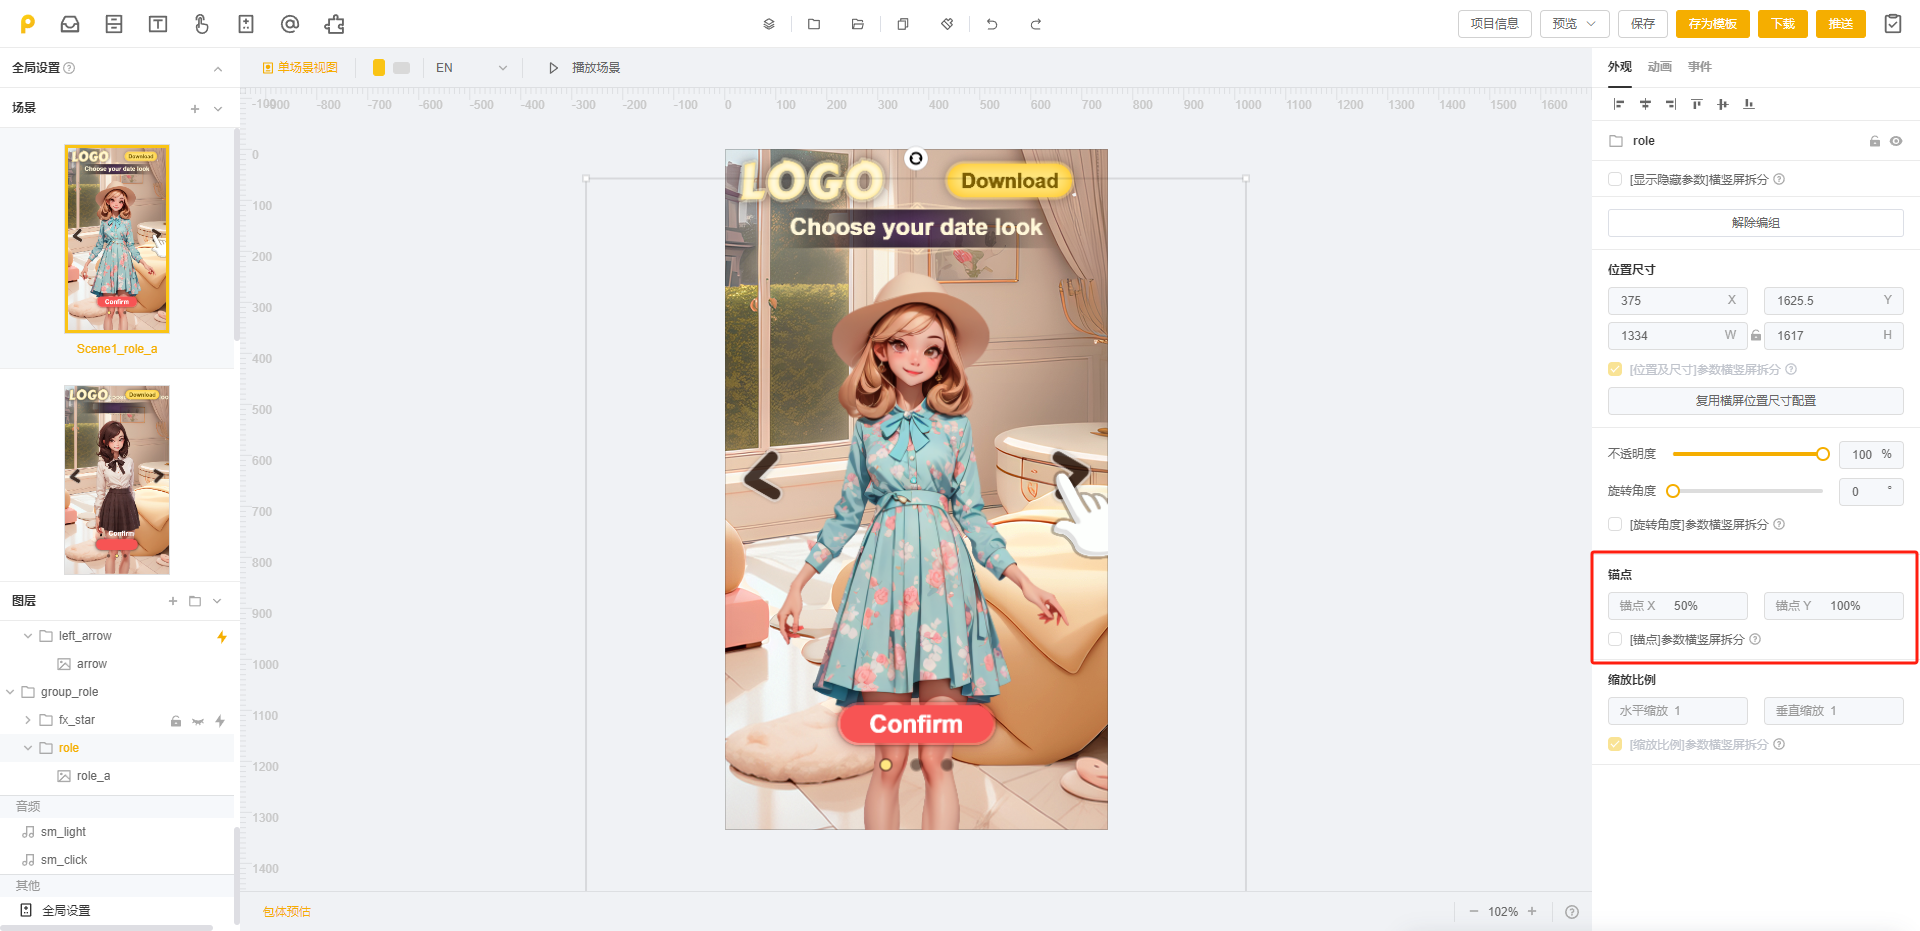 项目信息
预览
保存
存为模板
下载
推送
全局设置
场景
Scene1_role_a
图层
left_arrow
arrow
group_role
fx_star
role
role_a
音频
sm_light
sm_click
其他
全局设置
单场景视图
EN
播放场景
-800 -700 -600 -500 -400 -300 -200 -100 0 100 200 300 400 500 600 700 800 900 1000 1100 1200 1300 1400 1500 1600
0
100
200
300
400
500
600
700
800
900
1000
1100
1200
1300
1400
LOGO
Download
Choose your date look
Confirm
LOGO
Download
Choose your date look
Confirm
LOGO
Download
Confirm
包体预估
102%
外观 动画 事件
role
[显示隐藏参数]横竖屏拆分
解除编组
位置尺寸
375 X
1625.5 Y
1334 W
1617 H
[位置及尺寸]参数横竖屏拆分
复用横屏位置尺寸配置
不透明度
100 %
旋转角度
0 °
[旋转角度]参数横竖屏拆分
锚点
锚点 X 50%
锚点 Y 100%
[锚点]参数横竖屏拆分
缩放比例
水平缩放 1
垂直缩放 1
[缩放比例]参数横竖屏拆分